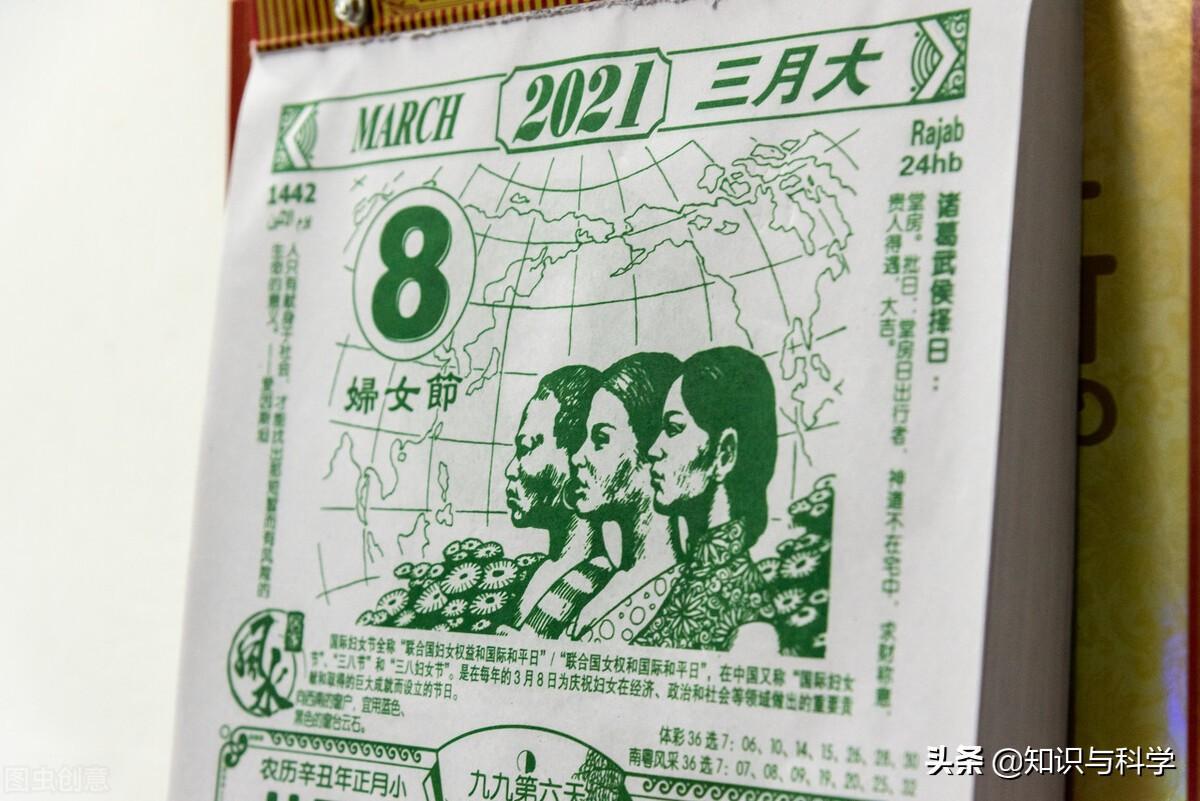 MARCH 2021 三月大
1442
Rajab
24hb
8
婦女節
诸葛武侯择日：
堂房。批日，堂房日出行者，神道不在宅中，求财称意，
贵人得遇，大吉。
人只有献身于社会，才能找出那短暂而有风险的
生命的意义。——爱因斯坦
风水
国际妇女节全称“联合国妇女权益和国际和平日”/“联合国女权和国际和平日”，在中国又称“国际妇女
节”、“三八节”和“三八妇女节”。是在每年的3月8日为庆祝妇女在经济、政治和社会等领域做出的重要贡
献和取得的巨大成就而设立的节日。
向西南的窗户，宜用蓝色、
黑色的窗台云石。
体彩36选7：06、10、14、15、26、28、30
南粤风采36选7：07、08、09、19、20、25、32
农历辛丑年正月小
九九第六天
头条 @知识与科学
图虫创意